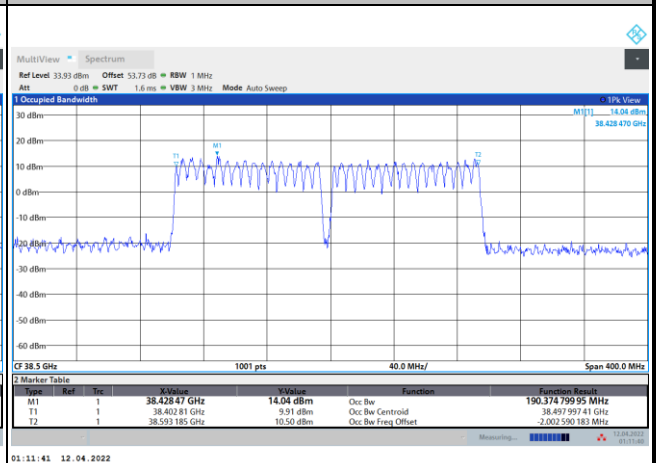 MultiView Spectrum
Ref Level 33.93 dBm Offset 53.73 dB RBW 1 MHz
Att 0 dB SWT 1.6 ms VBW 3 MHz Mode Auto Sweep
1 Occupied Bandwidth 1Pk View
M1[1] 14.04 dBm
38.428 470 GHz
30 dBm
20 dBm
M1
T1
T2
10 dBm
0 dBm
-10 dBm
-20 dBm
-30 dBm
-40 dBm
-50 dBm
-60 dBm
CF 38.5 GHz 1001 pts 40.0 MHz/ Span 400.0 MHz
2 Marker Table
Type Ref Trc X-Value Y-Value Function Function Result
M1 1 38.428 47 GHz 14.04 dBm Occ Bw 190.374 799 95 MHz
T1 1 38.402 81 GHz 9.91 dBm Occ Bw Centroid 38.497 997 41 GHz
T2 1 38.593 185 GHz 10.50 dBm Occ Bw Freq Offset -2.002 590 183 MHz
Measuring... 12.04.2022
01:11:40
01:11:41 12.04.2022